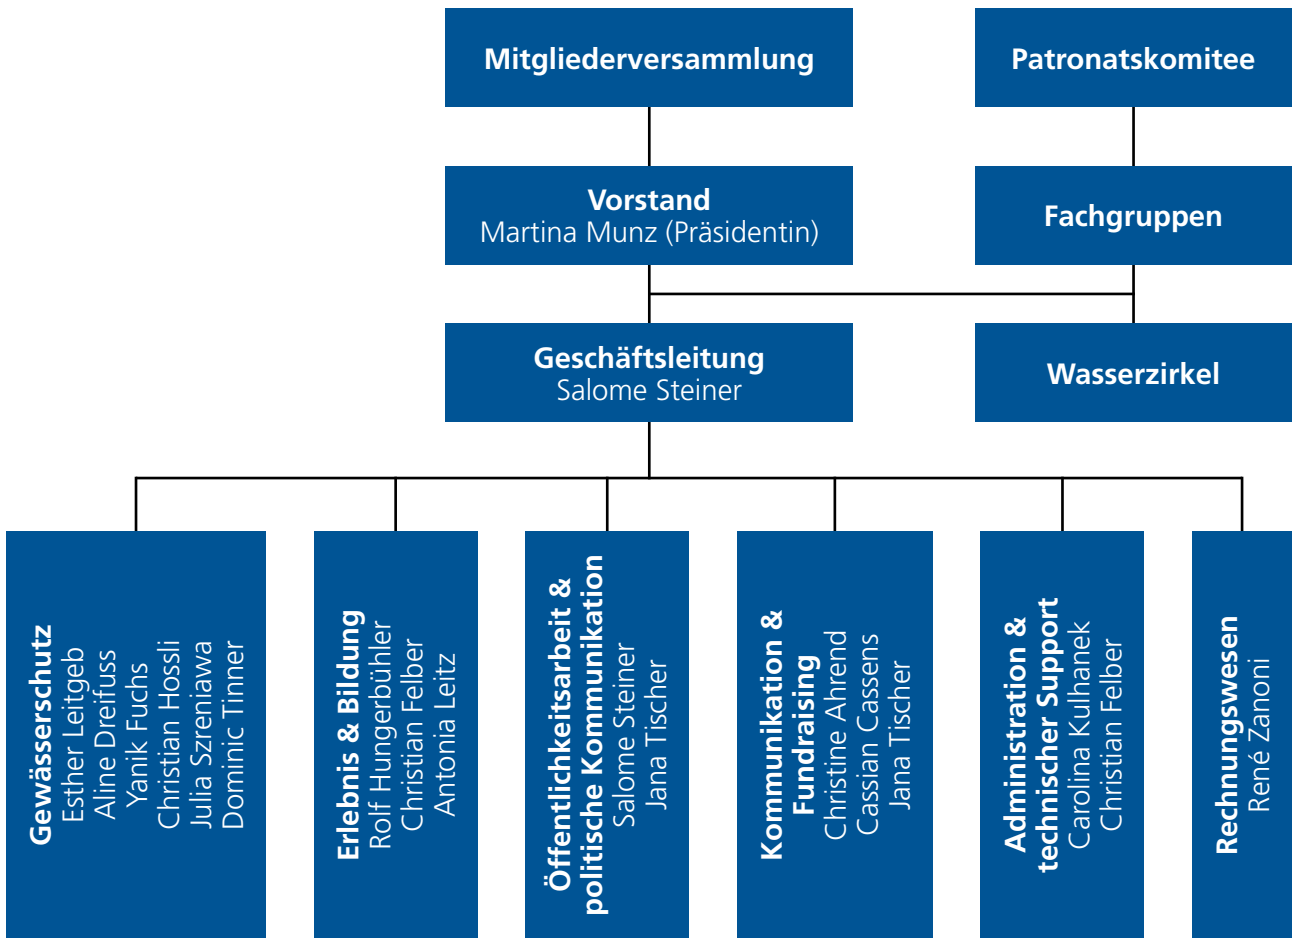 Mitgliederversammlung
Patronatskomitee
Vorstand
Martina Munz (Präsidentin)
Fachgruppen
Geschäftsleitung
Salome Steiner
Wasserzirkel
Gewässerschutz
Esther Leitgeb
Aline Dreifuss
Yanik Fuchs
Christian Hossli
Julia Szreniawa
Dominic Tinner
Erlebnis & Bildung
Rolf Hungerbühler
Christian Felber
Antonia Leitz
Öffentlichkeitsarbeit &
politische Kommunikation
Salome Steiner
Jana Tischer
Kommunikation &
Fundraising
Christine Ahrend
Cassian Cassens
Jana Tischer
Administration &
technischer Support
Carolina Kulhanek
Christian Felber
Rechnungswesen
René Zanoni